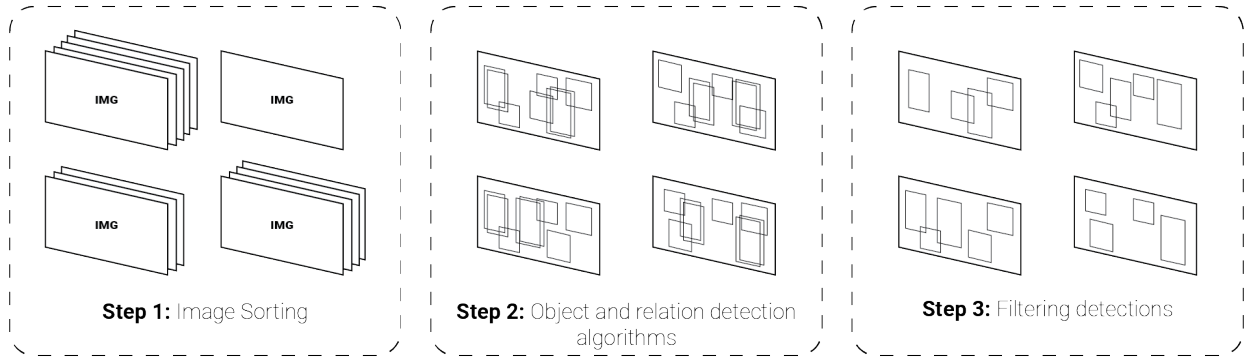 IMG
IMG
IMG
IMG
Step 1: Image Sorting
Step 2: Object and relation detection
algorithms
Step 3: Filtering detections